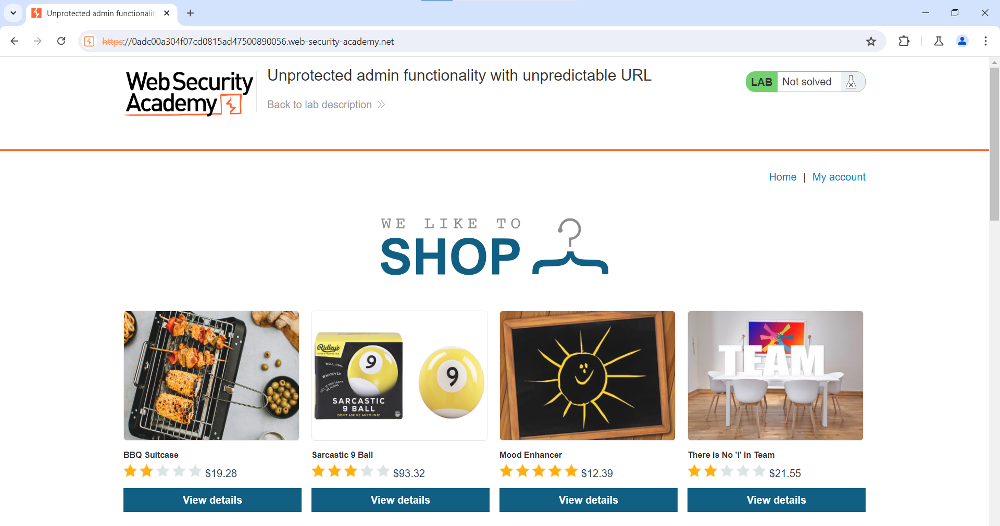 Unprotected admin functionalit
https://0adc00a304f07cd0815ad47500890056.web-security-academy.net
Web Security
Academy
Unprotected admin functionality with unpredictable URL
Back to lab description
LAB Not solved
Home | My account
WE LIKE TO
SHOP
Ridley's
HOUSE OF NOVELTIES
WELL, DUH!
WHATEVER
YES, IF YOU LEAVE
ME ALONE
9
SARCASTIC
9 BALL
DON'T ASK ME ANYTHING!
9
TEAM
BBQ Suitcase
$19.28
View details
Sarcastic 9 Ball
$93.32
View details
Mood Enhancer
$12.39
View details
There is No 'I' in Team
$21.55
View details